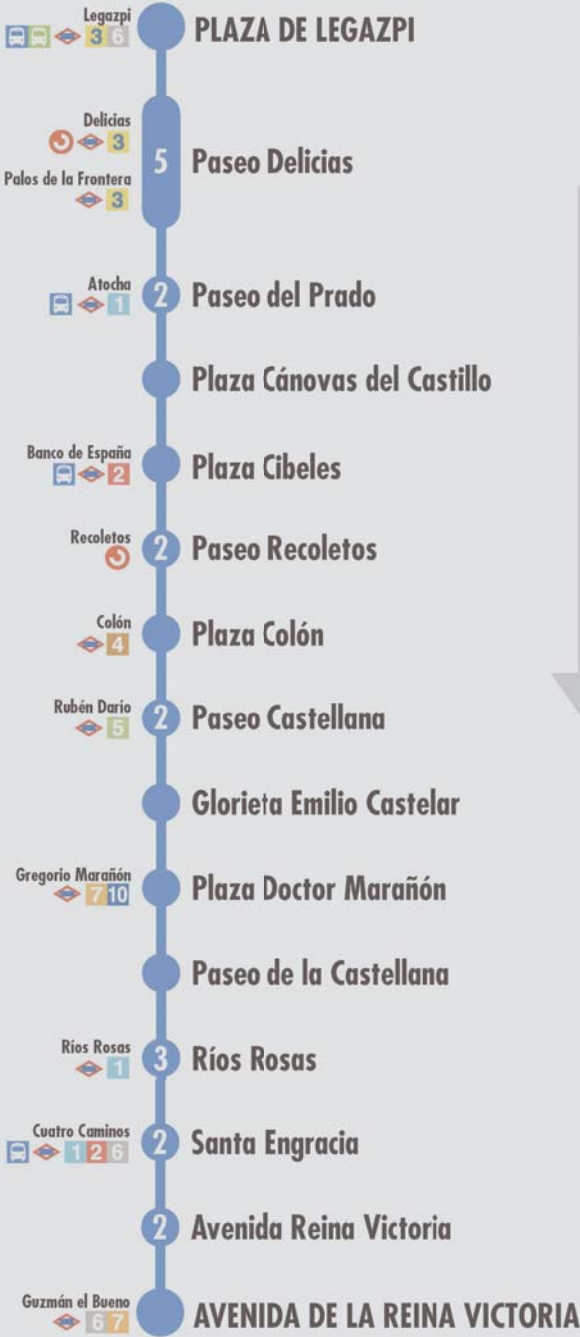 Legazpi
3 6
PLAZA DE LEGAZPI
Delicias
3
5
Paseo Delicias
Palos de la Frontera
3
Atocha
1
2
Paseo del Prado
Plaza Cánovas del Castillo
Banco de España
2
Plaza Cibeles
Recoletos
2
Paseo Recoletos
Colón
4
Plaza Colón
Rubén Darío
5
2
Paseo Castellana
Glorieta Emilio Castelar
Gregorio Marañón
7 10
Plaza Doctor Marañón
Paseo de la Castellana
Ríos Rosas
1
3
Ríos Rosas
Cuatro Caminos
1 2 6
2
Santa Engracia
2
Avenida Reina Victoria
Guzmán el Bueno
6 7
AVENIDA DE LA REINA VICTORIA